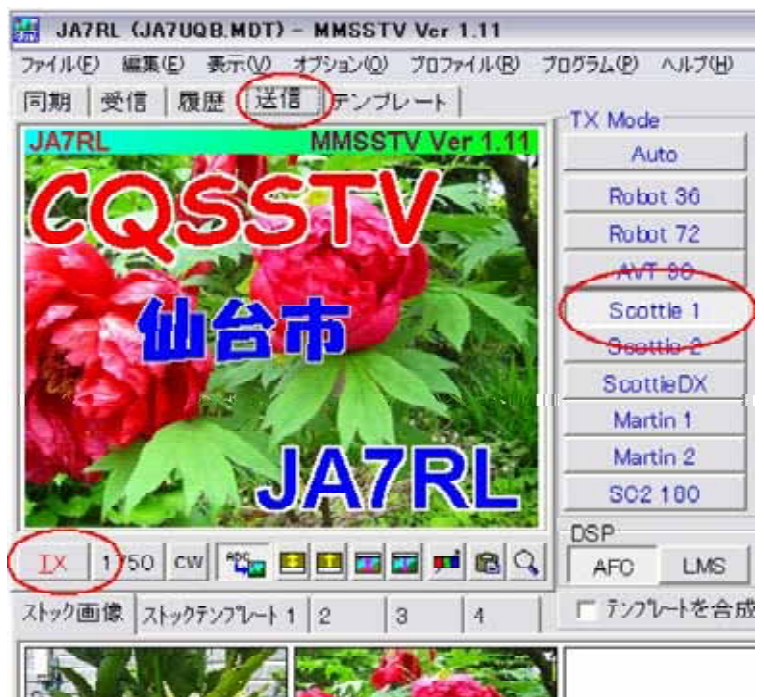 JA7RL (JA7UQB.MDT) - MMSSTV Ver 1.11
ファイル(F) 編集(E) 表示(V) オプション(O) プロファイル(R) プログラム(P) ヘルプ(H)
同期 受信 履歴 送信 テンプレート
TX Mode
JA7RL MMSSTV Ver 1.11
CQSSTV
仙台市
JA7RL
Auto
Robot 36
Robot 72
AVT 90
Scottie 1
Scottie 2
ScottieDX
Martin 1
Martin 2
SC2 180
DSP
TX 1750 CW
AFC LMS
ストック画像 ストックテンプレート 1 2 3 4
テンプレートを合成